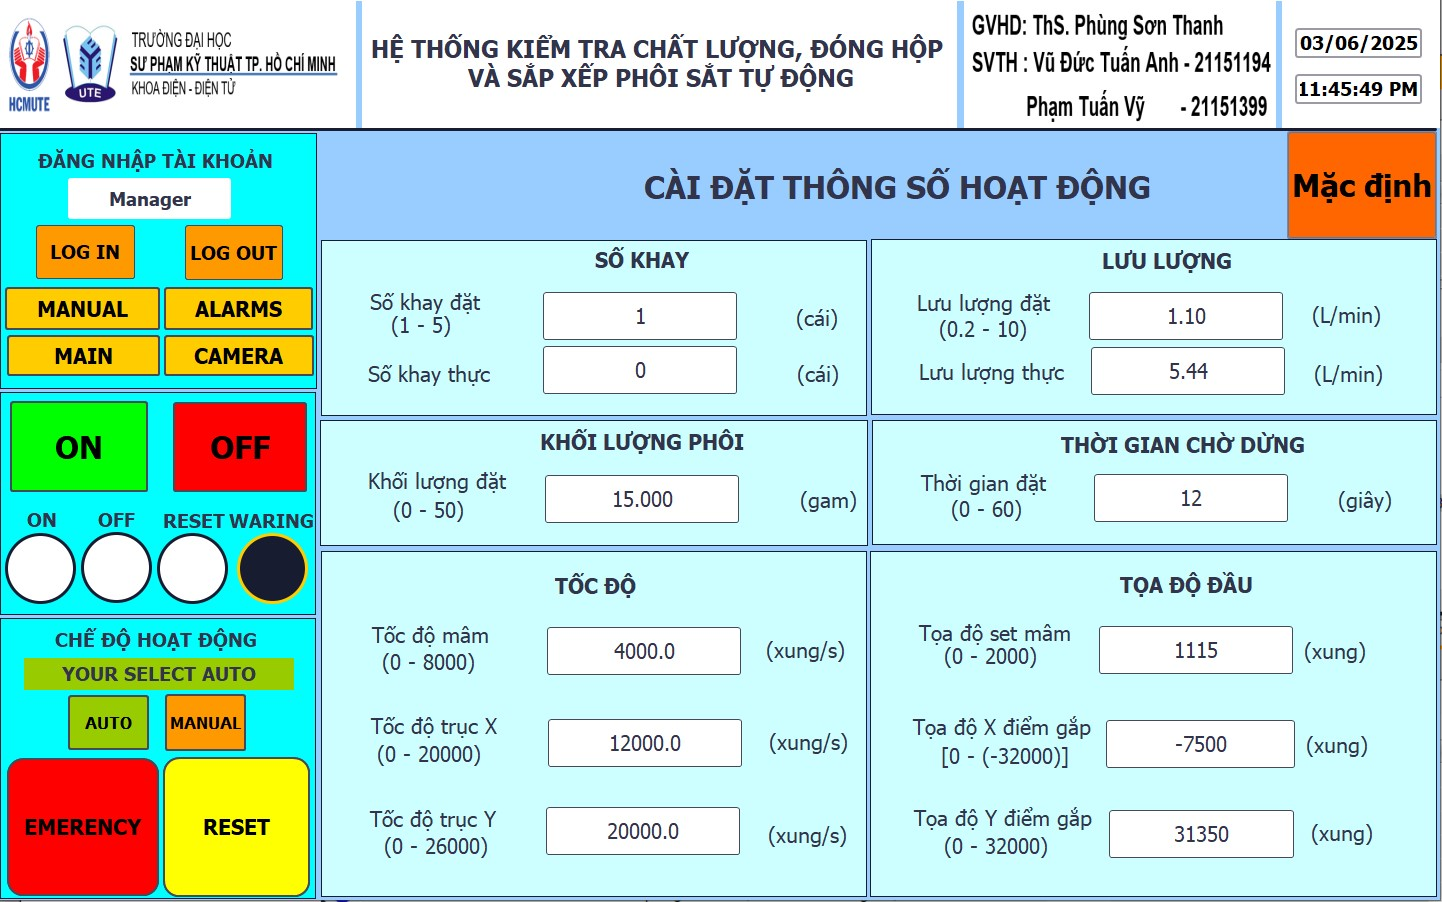 HCMUTE
UTE
TRƯỜNG ĐẠI HỌC
SƯ PHẠM KỸ THUẬT TP. HỒ CHÍ MINH
KHOA ĐIỆN - ĐIỆN TỬ
HỆ THỐNG KIỂM TRA CHẤT LƯỢNG, ĐÓNG HỘP
VÀ SẮP XẾP PHÔI SẮT TỰ ĐỘNG
GVHD: ThS. Phùng Sơn Thanh
SVTH : Vũ Đức Tuấn Anh - 21151194
Phạm Tuấn Vỹ - 21151399
03/06/2025
11:45:49 PM
ĐĂNG NHẬP TÀI KHOẢN
Manager
LOG IN LOG OUT
MANUAL ALARMS
MAIN CAMERA
ON OFF
ON OFF RESET WARING
CHẾ ĐỘ HOẠT ĐỘNG
YOUR SELECT AUTO
AUTO MANUAL
EMERENCY RESET
CÀI ĐẶT THÔNG SỐ HOẠT ĐỘNG
Mặc định
SỐ KHAY
Số khay đặt
(1 - 5)
1
(cái)
Số khay thực
0
(cái)
LƯU LƯỢNG
Lưu lượng đặt
(0.2 - 10)
1.10
(L/min)
Lưu lượng thực
5.44
(L/min)
KHỐI LƯỢNG PHÔI
Khối lượng đặt
(0 - 50)
15.000
(gam)
THỜI GIAN CHỜ DỪNG
Thời gian đặt
(0 - 60)
12
(giây)
TỐC ĐỘ
Tốc độ mâm
(0 - 8000)
4000.0
(xung/s)
Tốc độ trục X
(0 - 20000)
12000.0
(xung/s)
Tốc độ trục Y
(0 - 26000)
20000.0
(xung/s)
TỌA ĐỘ ĐẦU
Tọa độ set mâm
(0 - 2000)
1115
(xung)
Tọa độ X điểm gắp
[0 - (-32000)]
-7500
(xung)
Tọa độ Y điểm gắp
(0 - 32000)
31350
(xung)